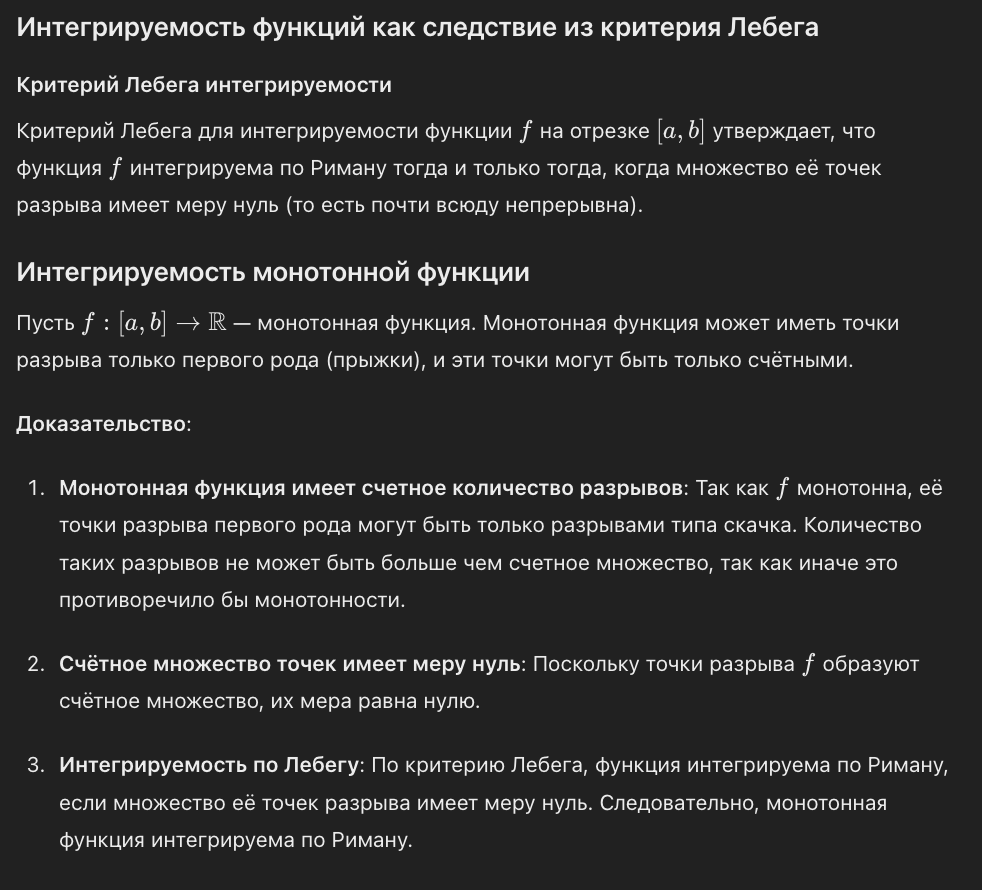 Интегрируемость функций как следствие из критерия Лебега
Критерий Лебега интегрируемости
Критерий Лебега для интегрируемости функции f на отрезке [a, b] утверждает, что
функция f интегрируема по Риману тогда и только тогда, когда множество её точек
разрыва имеет меру нуль (то есть почти всюду непрерывна).
Интегрируемость монотонной функции
Пусть f : [a, b] → ℝ — монотонная функция. Монотонная функция может иметь точки
разрыва только первого рода (прыжки), и эти точки могут быть только счётными.
Доказательство:
1. Монотонная функция имеет счетное количество разрывов: Так как f монотонна, её
точки разрыва первого рода могут быть только разрывами типа скачка. Количество
таких разрывов не может быть больше чем счетное множество, так как иначе это
противоречило бы монотонности.
2. Счётное множество точек имеет меру нуль: Поскольку точки разрыва f образуют
счётное множество, их мера равна нулю.
3. Интегрируемость по Лебегу: По критерию Лебега, функция интегрируема по Риману,
если множество её точек разрыва имеет меру нуль. Следовательно, монотонная
функция интегрируема по Риману.